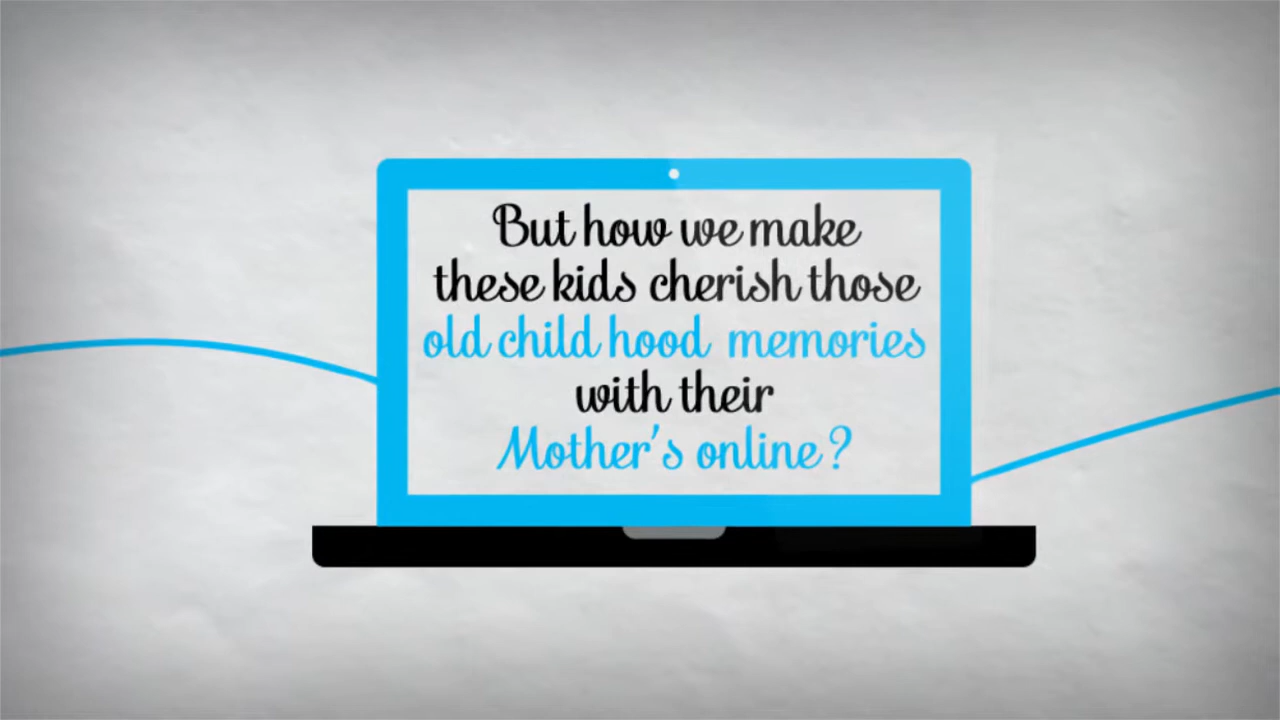 But how we make
these kids cherish those
old child hood memories
with their
Mother's online?